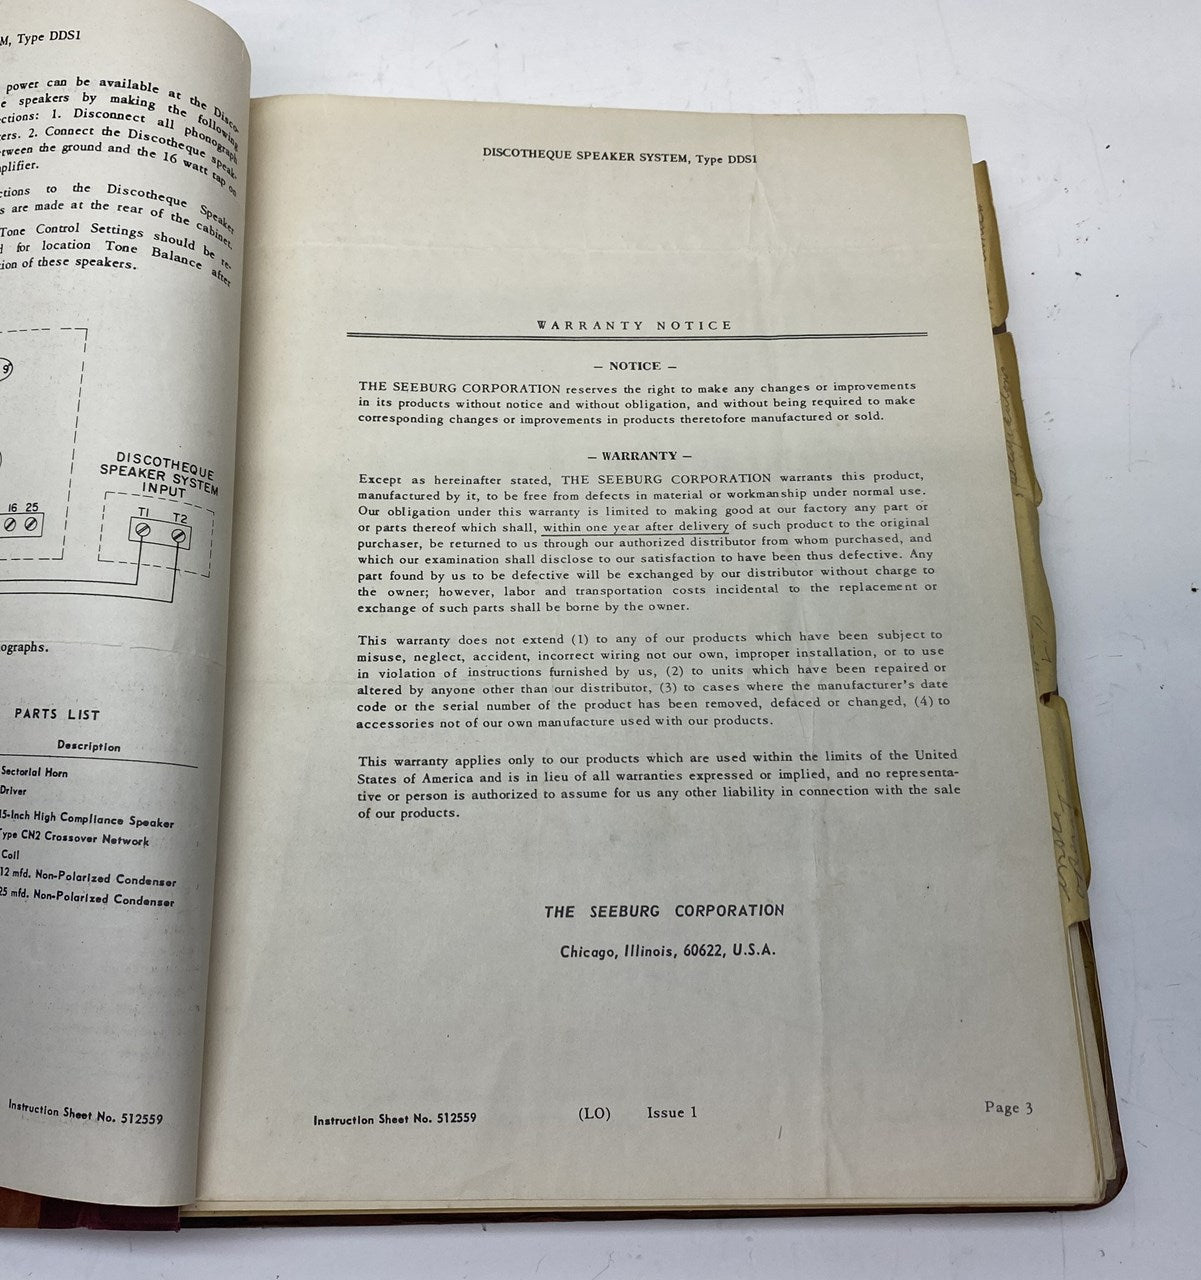 M, Type DDS1
power can be available at the Disco-
e speakers by making the following
ctions: 1. Disconnect all phonograph
ers. 2. Connect the Discotheque speak-
tween the ground and the 16 watt tap on
plifier.
ctions to the Discotheque Speaker
s are made at the rear of the cabinet.
Tone Control Settings should be re-
d for location Tone Balance after
ion of these speakers.
9
DISCOTHEQUE
SPEAKER SYSTEM
INPUT
16 25
T1 T2
ographs.
PARTS LIST
Description
Sectorial Horn
Driver
15-Inch High Compliance Speaker
Type CN2 Crossover Network
Coil
12 mfd. Non-Polarized Condenser
25 mfd. Non-Polarized Condenser
Instruction Sheet No. 512559
DISCOTHEQUE SPEAKER SYSTEM, Type DDS1
WARRANTY NOTICE
— NOTICE —
THE SEEBURG CORPORATION reserves the right to make any changes or improvements
in its products without notice and without obligation, and without being required to make
corresponding changes or improvements in products theretofore manufactured or sold.
— WARRANTY —
Except as hereinafter stated, THE SEEBURG CORPORATION warrants this product,
manufactured by it, to be free from defects in material or workmanship under normal use.
Our obligation under this warranty is limited to making good at our factory any part or
or parts thereof which shall, within one year after delivery of such product to the original
purchaser, be returned to us through our authorized distributor from whom purchased, and
which our examination shall disclose to our satisfaction to have been thus defective. Any
part found by us to be defective will be exchanged by our distributor without charge to
the owner; however, labor and transportation costs incidental to the replacement or
exchange of such parts shall be borne by the owner.
This warranty does not extend (1) to any of our products which have been subject to
misuse, neglect, accident, incorrect wiring not our own, improper installation, or to use
in violation of instructions furnished by us, (2) to units which have been repaired or
altered by anyone other than our distributor, (3) to cases where the manufacturer's date
code or the serial number of the product has been removed, defaced or changed, (4) to
accessories not of our own manufacture used with our products.
This warranty applies only to our products which are used within the limits of the United
States of America and is in lieu of all warranties expressed or implied, and no representa-
tive or person is authorized to assume for us any other liability in connection with the sale
of our products.
THE SEEBURG CORPORATION
Chicago, Illinois, 60622, U.S.A.
Instruction Sheet No. 512559 (LO) Issue 1 Page 3